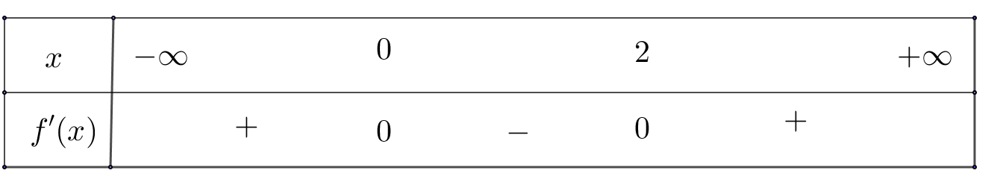 x −∞ 0 2 +∞
f′(x) + 0 − 0 +